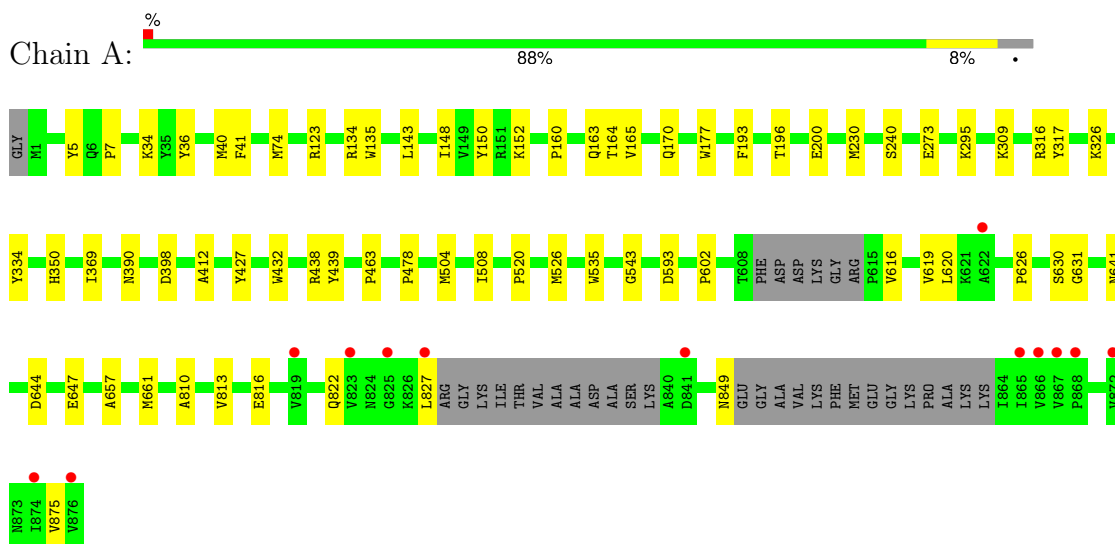 %
Chain A:
88% 8% •
GLY M1 Y5 Q6 P7 K34 Y35 Y36 M40 F41 M74 R123 R134 W135 L143 I148 V149 Y150 R151 K152 P160 Q163 T164 V165 Q170 W177 F193 T196 E200 M230 S240 E273 K295 K309 R316 Y317 K326
Y334 H350 I369 N390 D398 A412 Y427 W432 R438 Y439 P463 P478 M504 I508 P520 M526 W535 G543 D593 P602 T608 PHE ASP ASP LYS GLY ARG P615 V616 V619 L620 K621 A622 P626 S630 G631 N641
D644 E647 A657 M661 A810 V813 E816 V819 Q822 V823 N824 G825 K826 L827 ARG GLY LYS ILE THR VAL ALA ALA ASP ALA SER LYS A840 D841 N849 GLU GLY ALA VAL LYS PHE MET GLU GLY LYS PRO ALA LYS LYS I864 I865 V866 V867 P868 V872
N873 I874 V875 V876